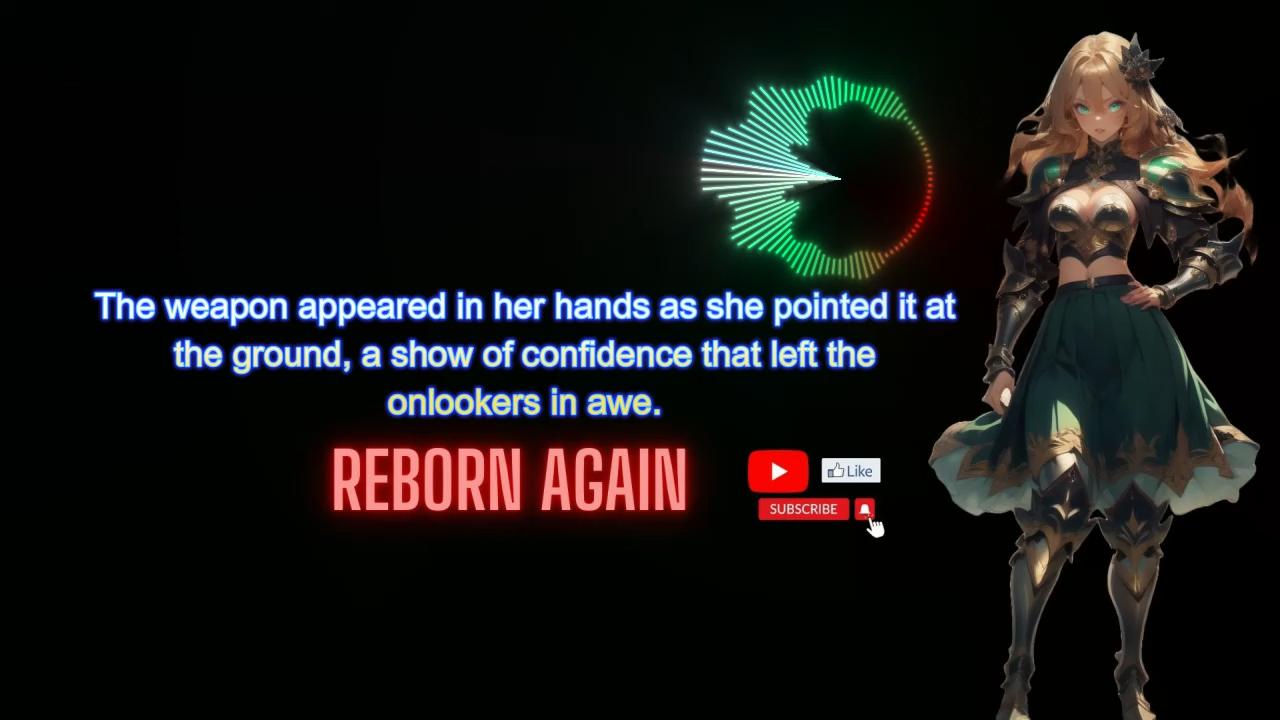 The weapon appeared in her hands as she pointed it at
the ground, a show of confidence that left the
onlookers in awe.
REBORN AGAIN
Like
SUBSCRIBE